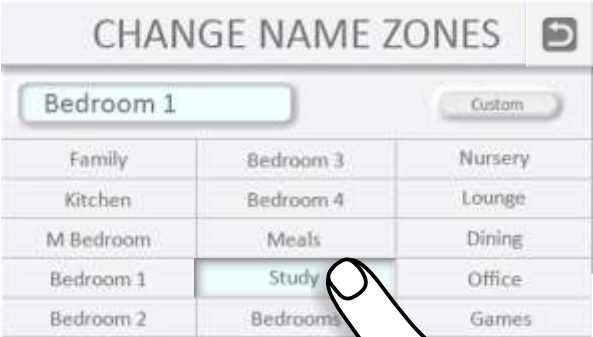 CHANGE NAME ZONES
Bedroom 1
Custom
Family Bedroom 3 Nursery
Kitchen Bedroom 4 Lounge
M Bedroom Meals Dining
Bedroom 1 Study Office
Bedroom 2 Bedrooms Games